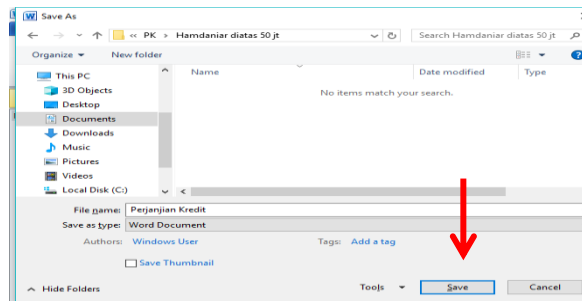 Save As
« PK > Hamdaniar diatas 50 jt
Search Hamdaniar diatas 50 jt
Organize
New folder
Name
Date modified
Type
This PC
3D Objects
Desktop
Documents
Downloads
Music
Pictures
Videos
Local Disk (C:)
No items match your search.
File name: Perjanjian Kredit
Save as type: Word Document
Authors: Windows User
Tags: Add a tag
Save Thumbnail
Hide Folders
Tools
Save
Cancel